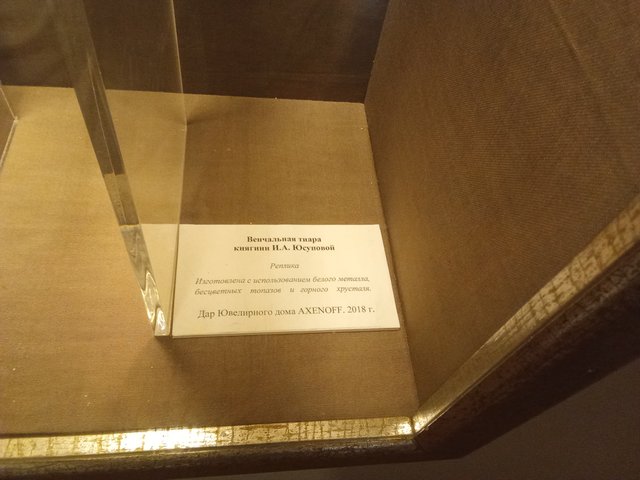 Венчальная тиара
княгини И.А. Юсуповой
Реплика
Изготовлена с использованием белого металла,
бесцветных топазов и горного хрусталя.
Дар Ювелирного дома AXENOFF. 2018 г.